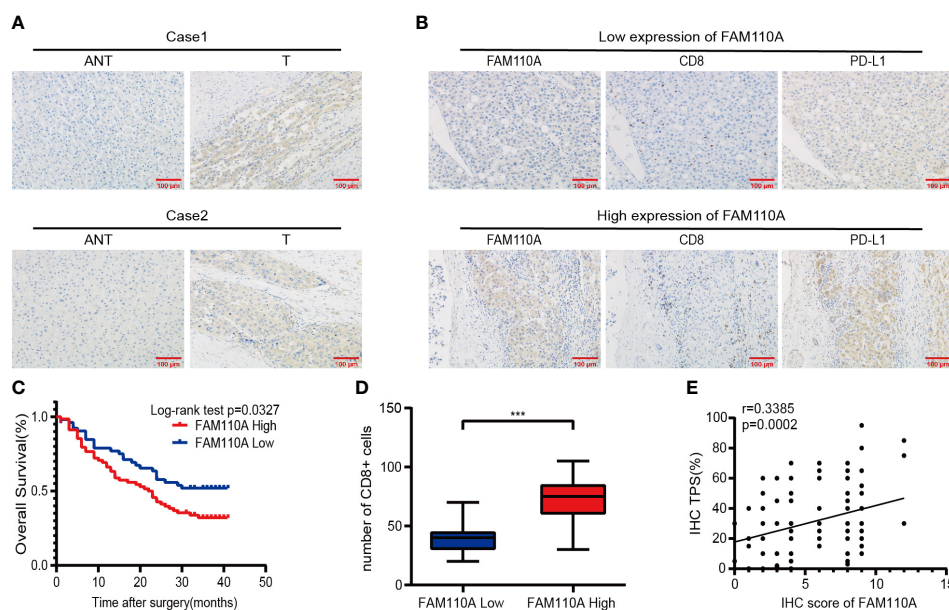 A
Case1
ANT
T
100 μm
100 μm
Case2
ANT
T
100 μm
100 μm
B
Low expression of FAM110A
FAM110A
CD8
PD-L1
100 μm
100 μm
100 μm
High expression of FAM110A
FAM110A
CD8
PD-L1
100 μm
100 μm
100 μm
C
Log-rank test p=0.0327
FAM110A High
FAM110A Low
Overall Survival(%)
1.0
0.5
0.0
0 10 20 30 40 50
Time after surgery(months)
D
***
number of CD8+ cells
150
100
50
0
FAM110A Low
FAM110A High
E
r=0.3385
p=0.0002
IHC TPS(%)
100
80
60
40
20
0
0 5 10 15
IHC score of FAM110A